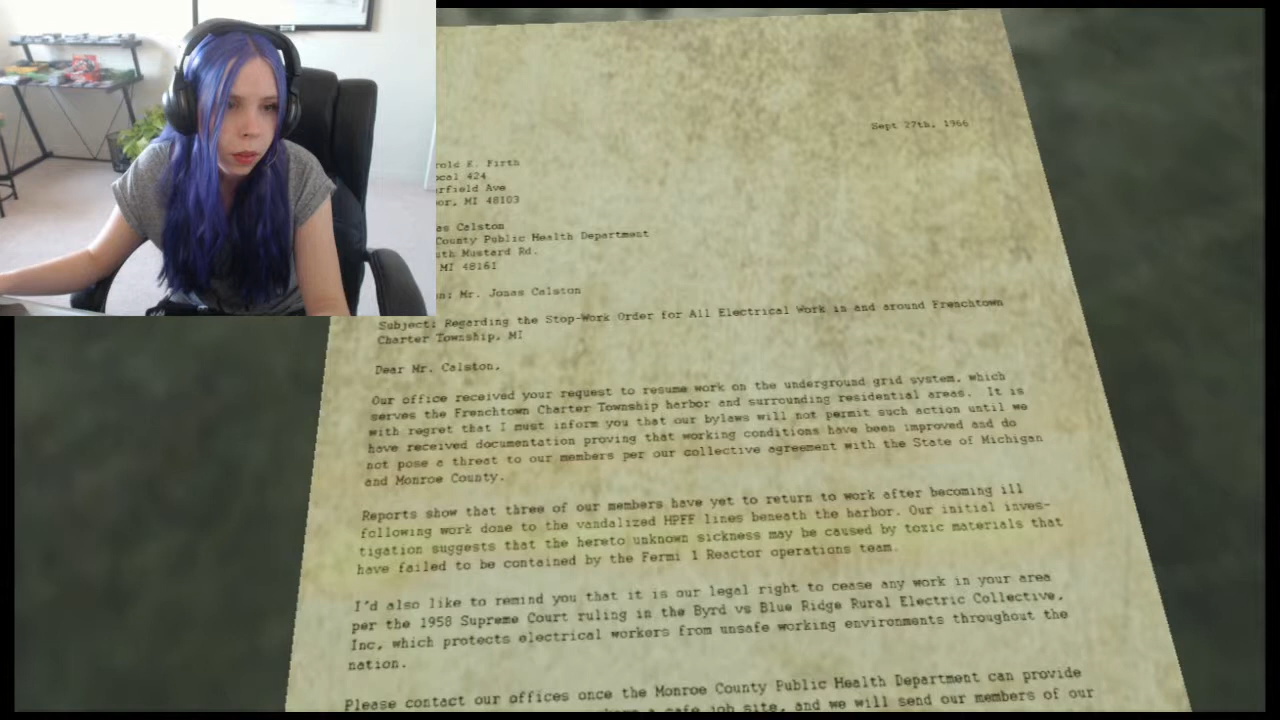 Sept 27th, 1966
rold K. Firth
ocal 424
rfield Ave
or, MI 48103
as Calston
County Public Health Department
uth Mustard Rd.
MI 48161
n: Mr. Jonas Calston
Subject: Regarding the Stop-Work Order for All Electrical Work in and around Frenchtown
Charter Township, MI
Dear Mr. Calston,
Our office received your request to resume work on the underground grid system, which
serves the Frenchtown Charter Township harbor and surrounding residential areas. It is
with regret that I must inform you that our bylaws will not permit such action until we
have received documentation proving that working conditions have been improved and do
not pose a threat to our members per our collective agreement with the State of Michigan
and Monroe County.
Reports show that three of our members have yet to return to work after becoming ill
following work done to the vandalized HPFF lines beneath the harbor. Our initial inves-
tigation suggests that the hereto unknown sickness may be caused by toxic materials that
have failed to be contained by the Fermi 1 Reactor operations team.
I'd also like to remind you that it is our legal right to cease any work in your area
per the 1958 Supreme Court ruling in the Byrd vs Blue Ridge Rural Electric Collective,
Inc, which protects electrical workers from unsafe working environments throughout the
nation.
Please contact our offices once the Monroe County Public Health Department can provide
a safe job site, and we will send our members of our